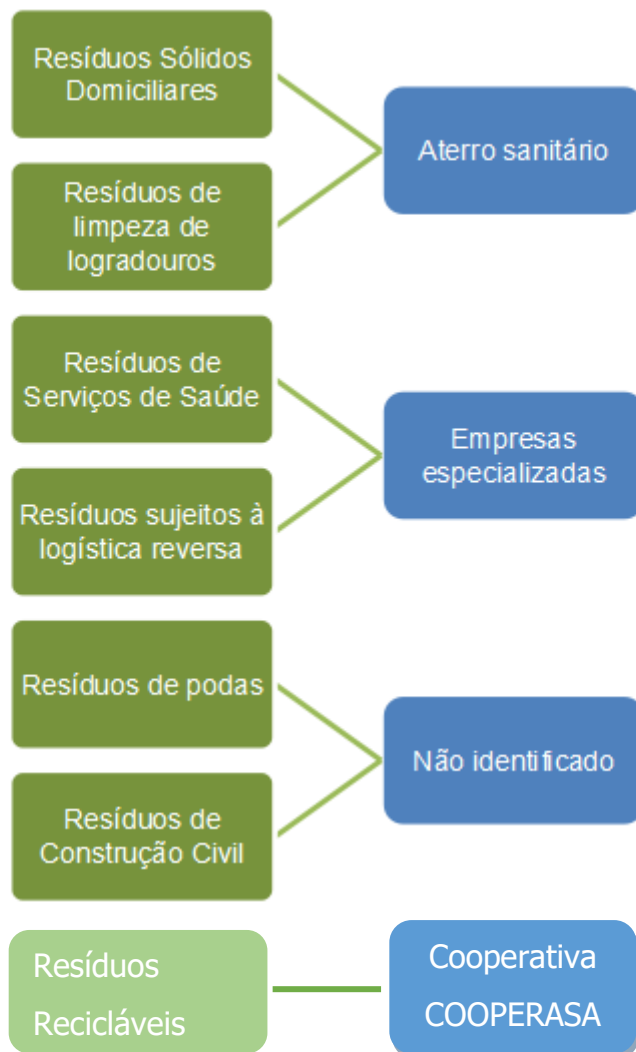 Resíduos Sólidos
Domiciliares
Aterro sanitário
Resíduos de
limpeza de
logradouros
Resíduos de
Serviços de Saúde
Empresas
especializadas
Resíduos sujeitos à
logística reversa
Resíduos de podas
Não identificado
Resíduos de
Construção Civil
Resíduos
Recicláveis
Cooperativa
COOPERASA